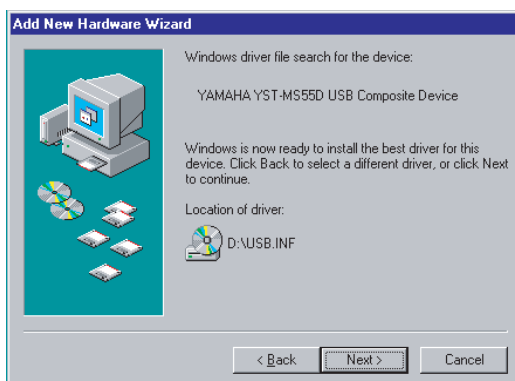 Add New Hardware Wizard
Windows driver file search for the device:
YAMAHA YST-MS55D USB Composite Device
Windows is now ready to install the best driver for this
device. Click Back to select a different driver, or click Next
to continue.
Location of driver:
D:\USB.INF
< Back
Next >
Cancel